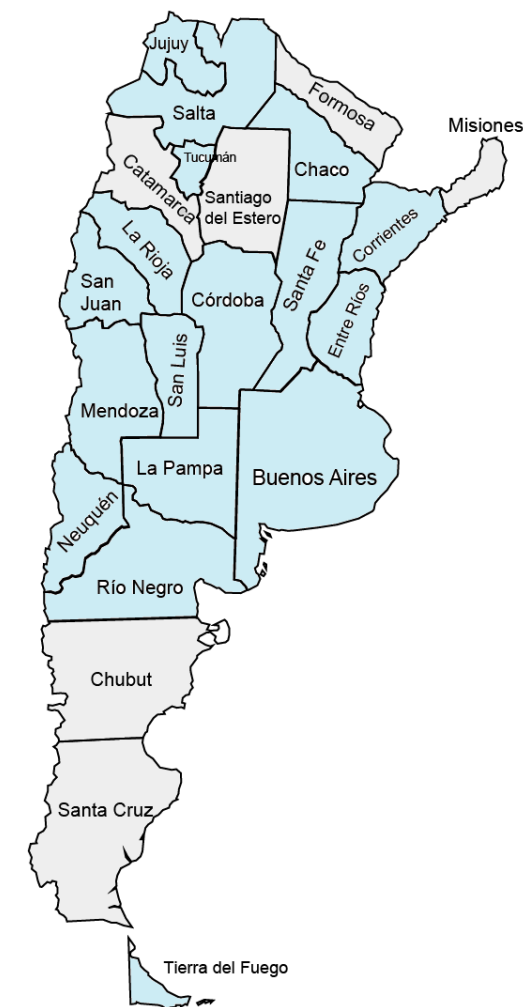 Jujuy
Salta
Formosa
Misiones
Tucumán
Chaco
Catamarca
Santiago
del Estero
Corrientes
La Rioja
Santa Fe
San
Juan
Córdoba
Entre Ríos
San Luis
Mendoza
La Pampa
Buenos Aires
Neuquén
Río Negro
Chubut
Santa Cruz
Tierra del Fuego